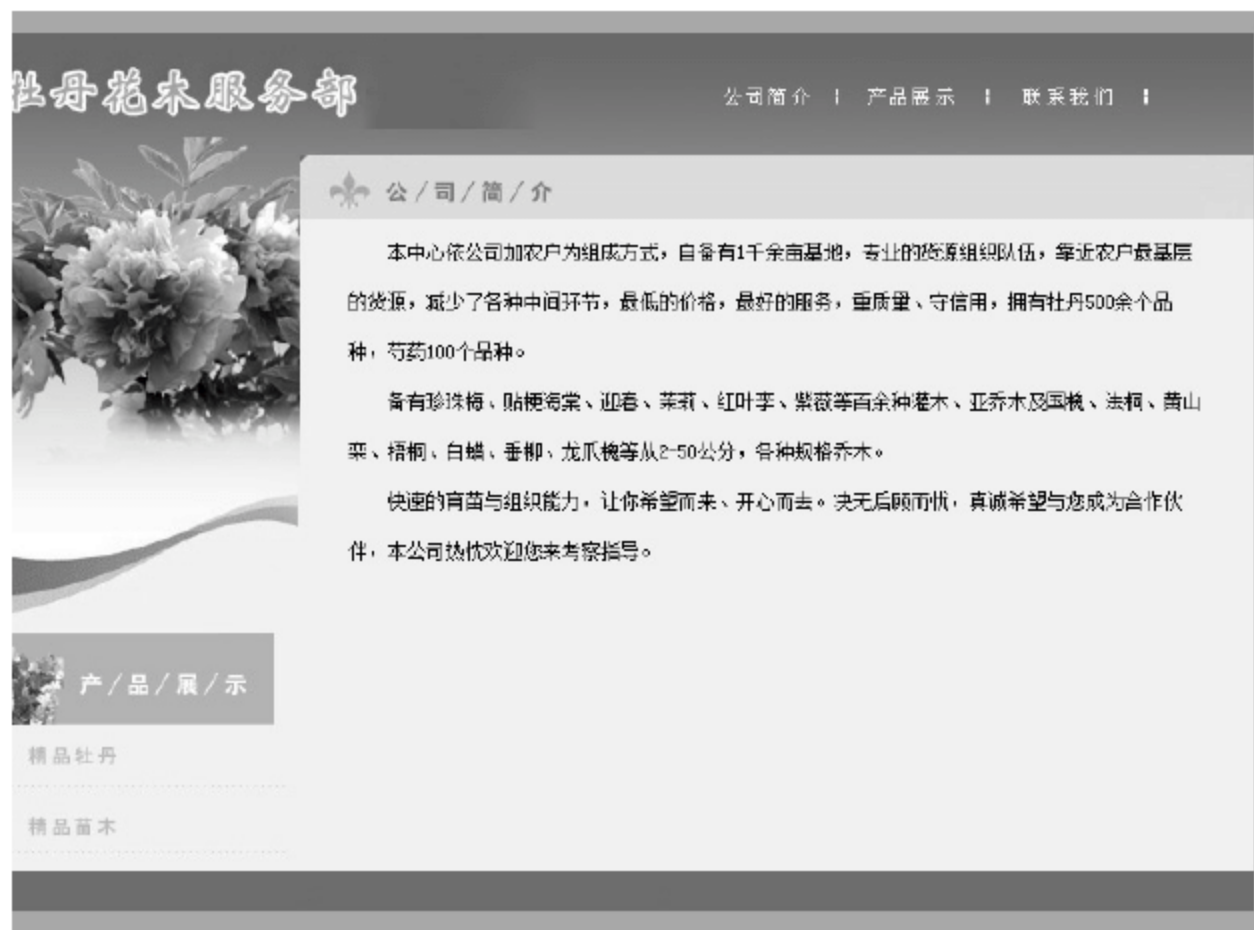 牡丹花木服务部
公司简介 | 产品展示 | 联系我们 |
公/司/简/介
本中心依公司加农户为组成方式，自备有1千余亩基地，专业的货源组织队伍，靠近农户最基层
的货源，减少了各种中间环节，最低的价格，最好的服务，重质量、守信用，拥有牡丹500余个品
种，芍药100个品种。
备有珍珠梅、贴梗海棠、迎春、茉莉、红叶李、紫薇等百余种灌木、亚乔木及国槐、法桐、黄山
栾、梧桐、白蜡、垂柳、龙爪槐等从2-50公分，各种规格乔木。
快速的育苗与组织能力，让你希望而来、开心而去。决无后顾而忧，真诚希望与您成为合作伙
伴，本公司热忱欢迎您来考察指导。
产/品/展/示
精品牡丹
精品苗木